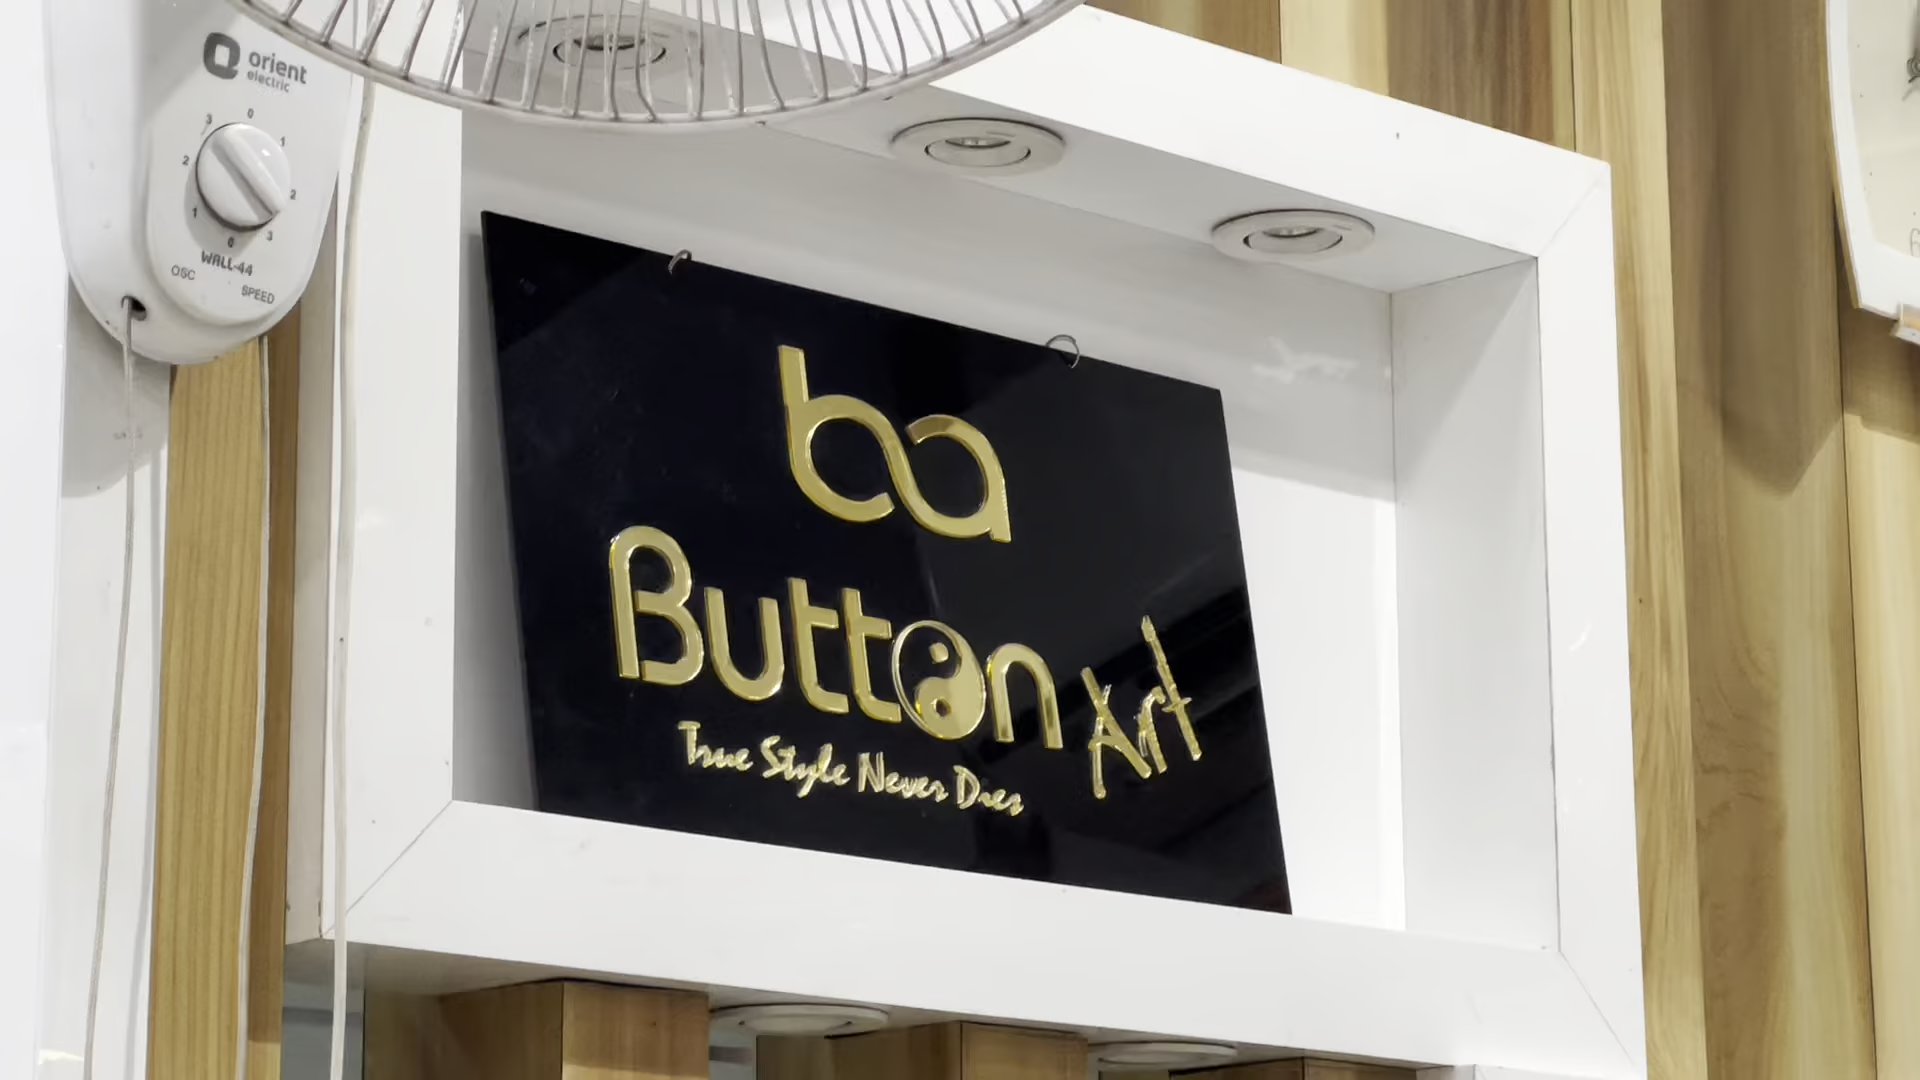 orient
electric
0
3 1
2 2
1 3
0
WALL-44
OSC SPEED
ba
Button Art
True Style Never Dies